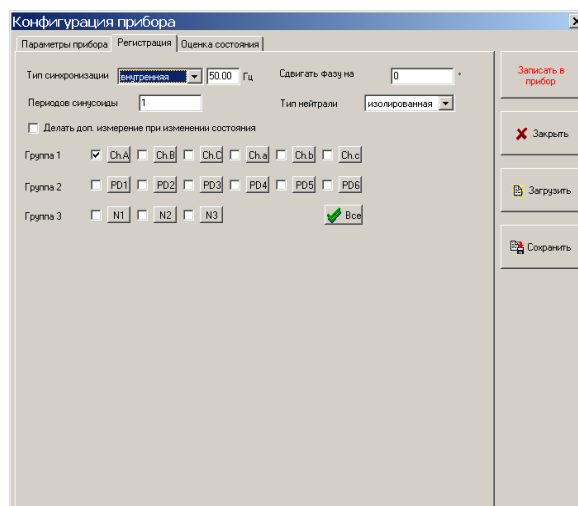 Конфигурация прибора
Параметры прибора Регистрация Оценка состояния
Тип синхронизации внутренняя 50.00 Гц Сдвигать фазу на 0 °
Периодов синусоиды 1 Тип нейтрали изолированная
Делать доп. измерение при изменении состояния
Группа 1 Ch.A Ch.B Ch.C Ch.a Ch.b Ch.c
Группа 2 PD1 PD2 PD3 PD4 PD5 PD6
Группа 3 N1 N2 N3 Все
Записать в
прибор
Закрыть
Загрузить
Сохранить